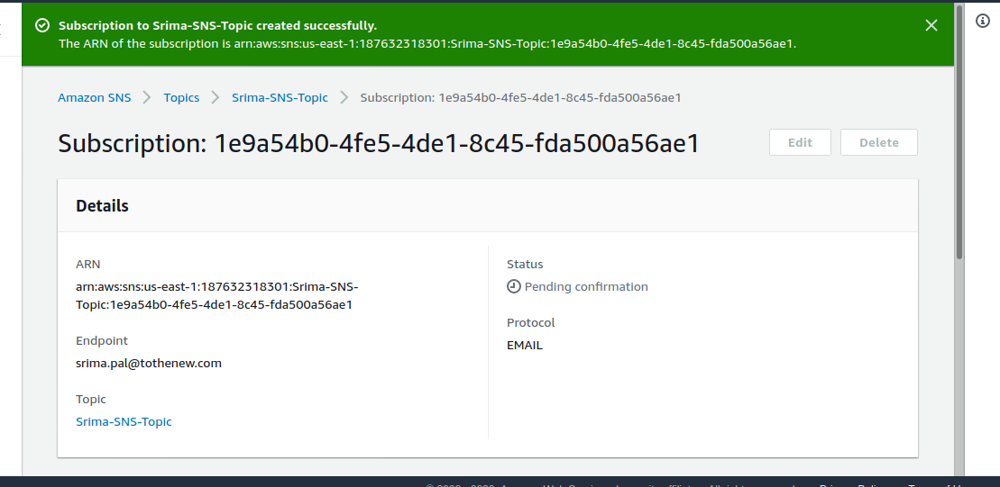 Subscription to Srima-SNS-Topic created successfully.
The ARN of the subscription is arn:aws:sns:us-east-1:187632318301:Srima-SNS-Topic:1e9a54b0-4fe5-4de1-8c45-fda500a56ae1.
Amazon SNS > Topics > Srima-SNS-Topic > Subscription: 1e9a54b0-4fe5-4de1-8c45-fda500a56ae1
Subscription: 1e9a54b0-4fe5-4de1-8c45-fda500a56ae1
Edit
Delete
Details
ARN
arn:aws:sns:us-east-1:187632318301:Srima-SNS-
Topic:1e9a54b0-4fe5-4de1-8c45-fda500a56ae1
Endpoint
srima.pal@tothenew.com
Topic
Srima-SNS-Topic
Status
Pending confirmation
Protocol
EMAIL